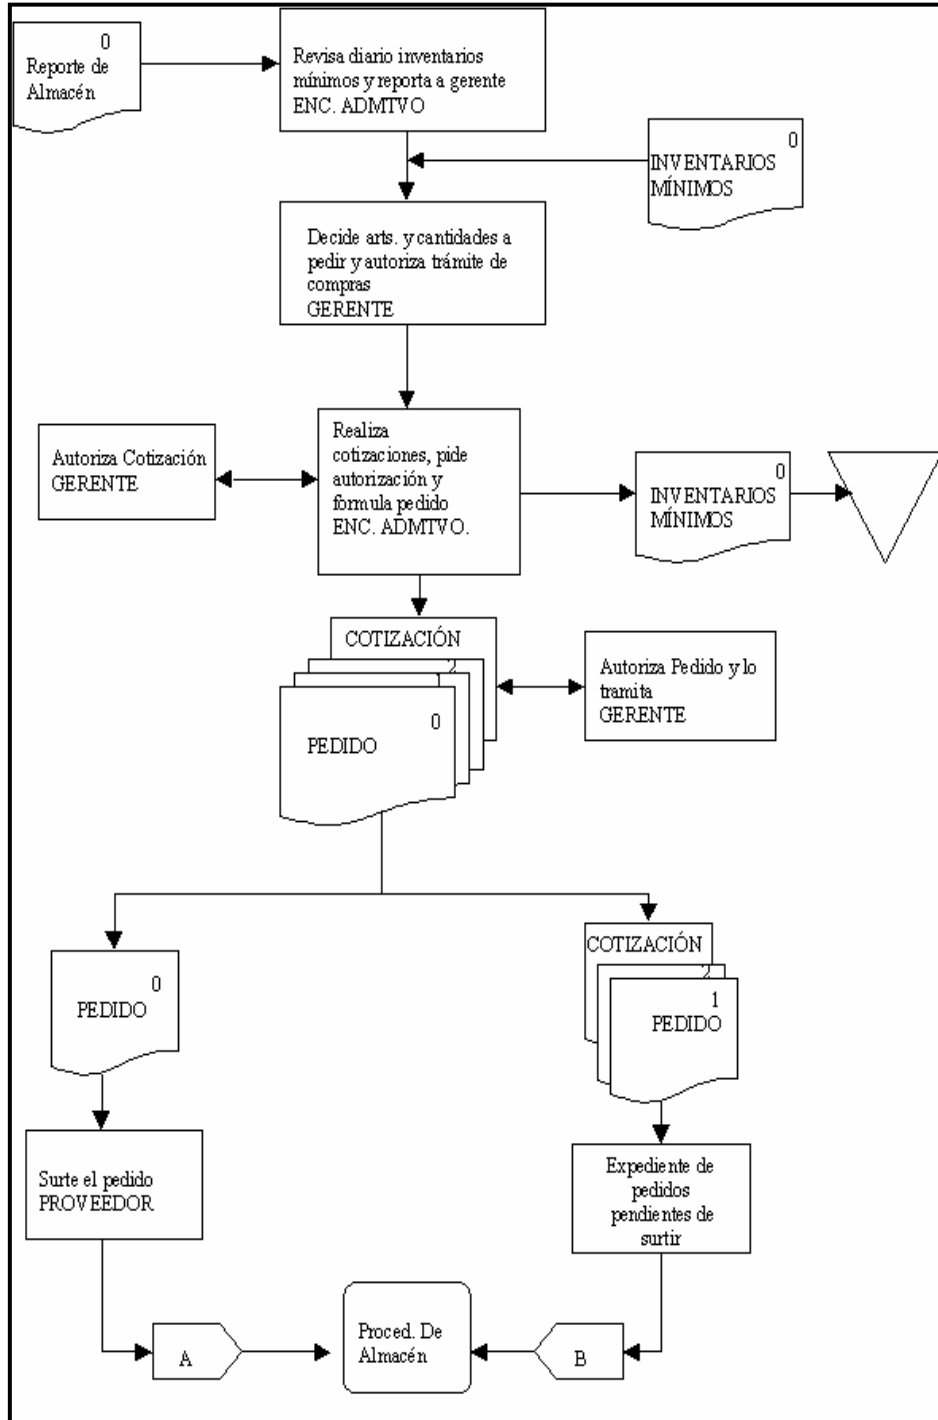 0
Reporte de
Almacén
Revisa diario inventarios
mínimos y reporta a gerente
ENC. ADMTVO
0
INVENTARIOS
MÍNIMOS
Decide arts. y cantidades a
pedir y autoriza trámite de
compras
GERENTE
Autoriza Cotización
GERENTE
Realiza
cotizaciones, pide
autorización y
formula pedido
ENC. ADMTVO.
0
INVENTARIOS
MÍNIMOS
COTIZACIÓN
2
1
0
PEDIDO
Autoriza Pedido y lo
tramita
GERENTE
0
PEDIDO
COTIZACIÓN
2
1
PEDIDO
Surte el pedido
PROVEEDOR
Expediente de
pedidos
pendientes de
surtir
A
Proced. De
Almacén
B